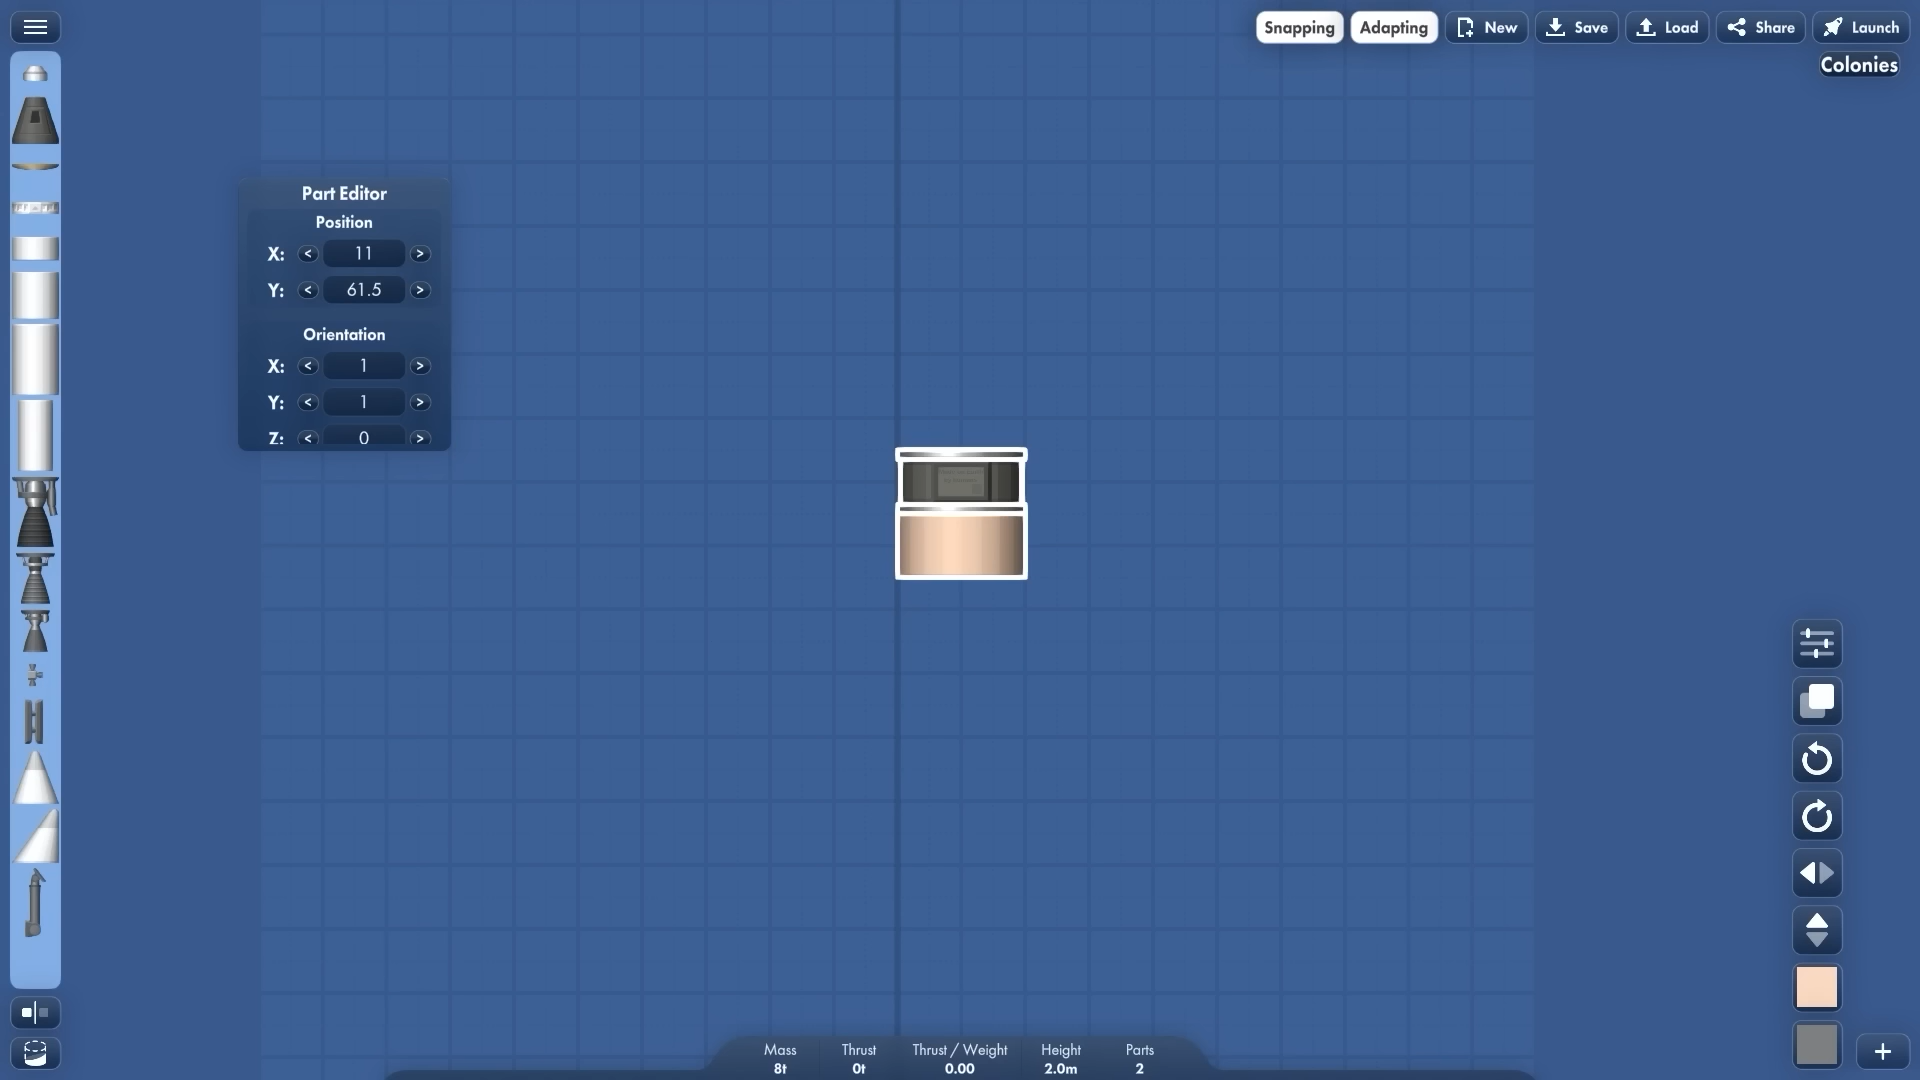 Snapping
Adapting
New
Save
Load
Share
Launch
Colonies
Part Editor
Position
X: < 11 >
Y: < 61.5 >
Orientation
X: < 1 >
Y: < 1 >
Z: < 0 >
Mass
8t
Thrust
0t
Thrust / Weight
0.00
Height
2.0m
Parts
2